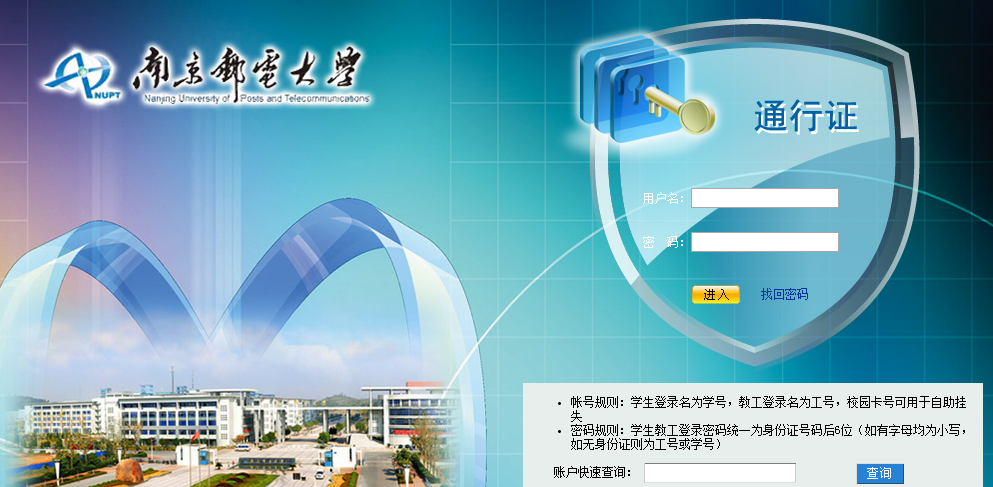 南京郵電大學
NUPT
Nanjing University of Posts and Telecommunications
通行证
用户名：
密 码：
进入 找回密码
• 帐号规则：学生登录名为学号，教工登录名为工号，校园卡号可用于自助挂
失
• 密码规则：学生教工登录密码统一为身份证号码后6位（如有字母均为小写，
如无身份证则为工号或学号）
账户快速查询： 查询